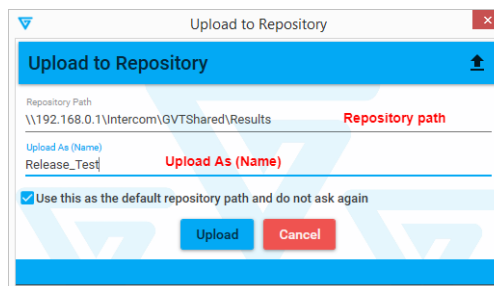 Upload to Repository
Upload to Repository
Repository Path
\\192.168.0.1\Intercom\GVTShared\Results Repository path
Upload As (Name)
Release_Test Upload As (Name)
Use this as the default repository path and do not ask again
Upload Cancel